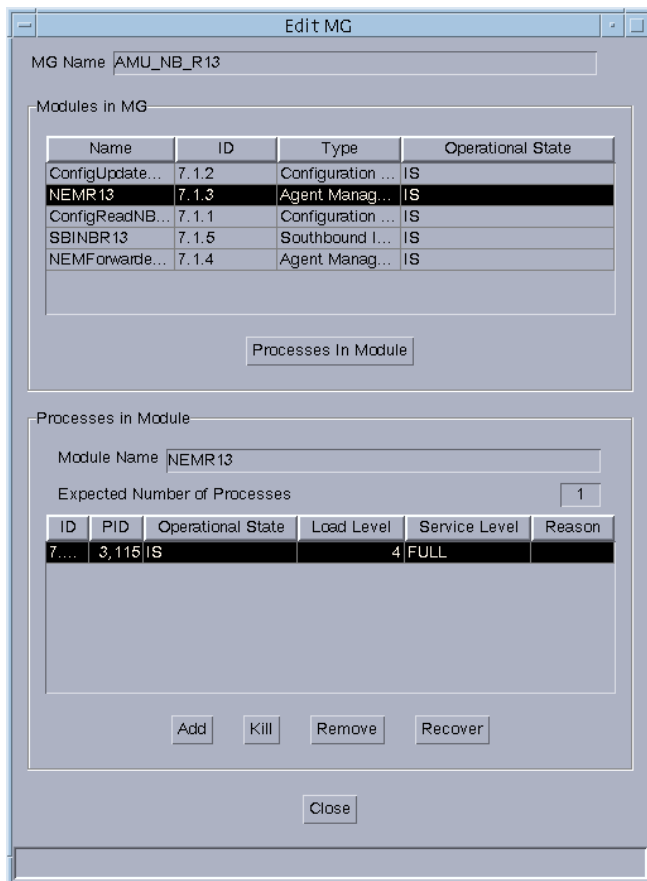 Edit MG
MG Name AMU_NB_R13
Modules in MG
Name ID Type Operational State
ConfigUpdate... 7.1.2 Configuration ... IS
NEMR13 7.1.3 Agent Manag... IS
ConfigReadNB... 7.1.1 Configuration ... IS
SBINBR13 7.1.5 Southbound I... IS
NEMForwarde... 7.1.4 Agent Manag... IS
Processes In Module
Processes in Module
Module Name NEMR13
Expected Number of Processes 1
ID PID Operational State Load Level Service Level Reason
7.... 3,115 IS 4 FULL
Add Kill Remove Recover
Close